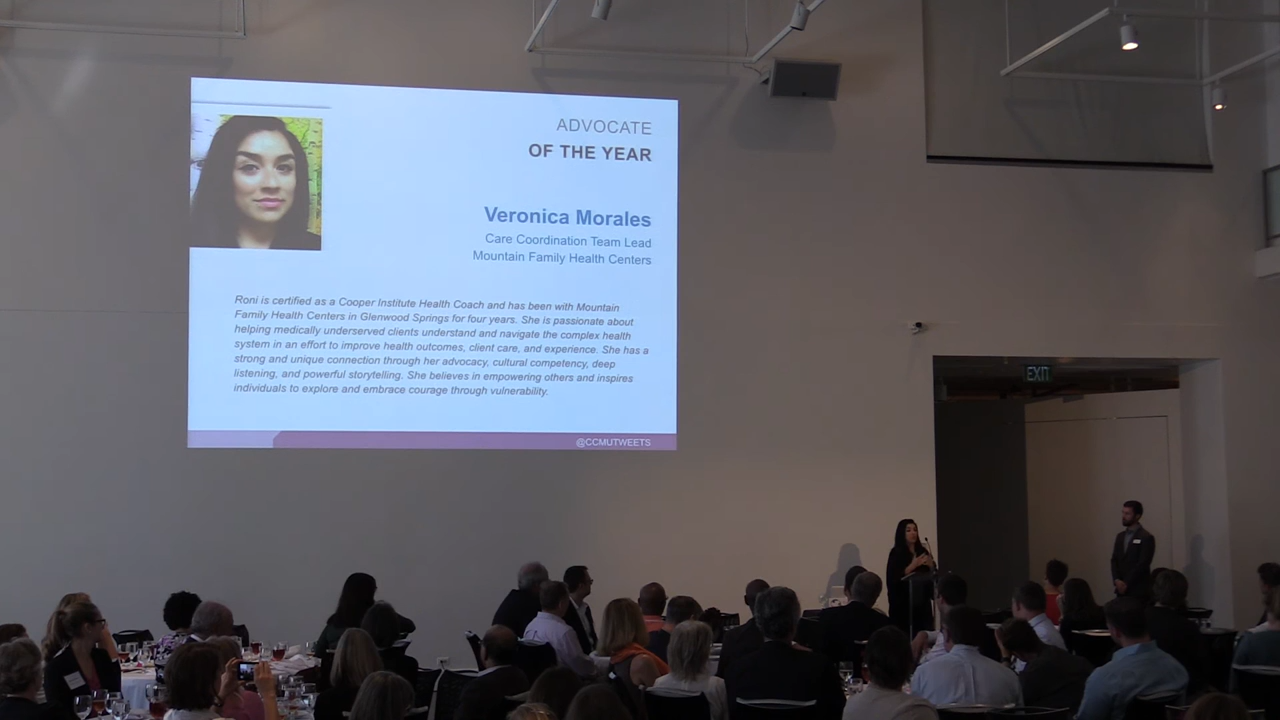 ADVOCATE
OF THE YEAR
Veronica Morales
Care Coordination Team Lead
Mountain Family Health Centers
Roni is certified as a Cooper Institute Health Coach and has been with Mountain
Family Health Centers in Glenwood Springs for four years. She is passionate about
helping medically underserved clients understand and navigate the complex health
system in an effort to improve health outcomes, client care, and experience. She has a
strong and unique connection through her advocacy, cultural competency, deep
listening, and powerful storytelling. She believes in empowering others and inspires
individuals to explore and embrace courage through vulnerability.
@CCMUTWEETS
EXIT